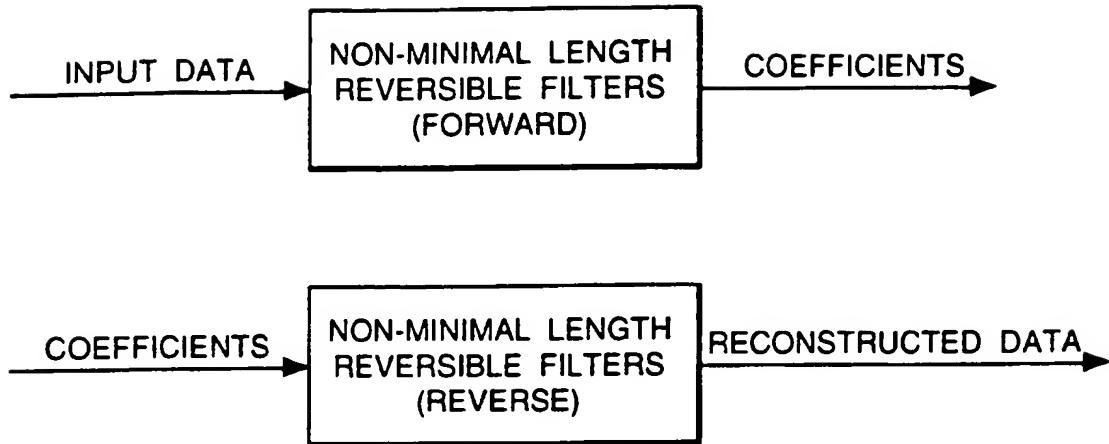 INPUT DATA
NON-MINIMAL LENGTH
REVERSIBLE FILTERS
(FORWARD)
COEFFICIENTS
COEFFICIENTS
NON-MINIMAL LENGTH
REVERSIBLE FILTERS
(REVERSE)
RECONSTRUCTED DATA